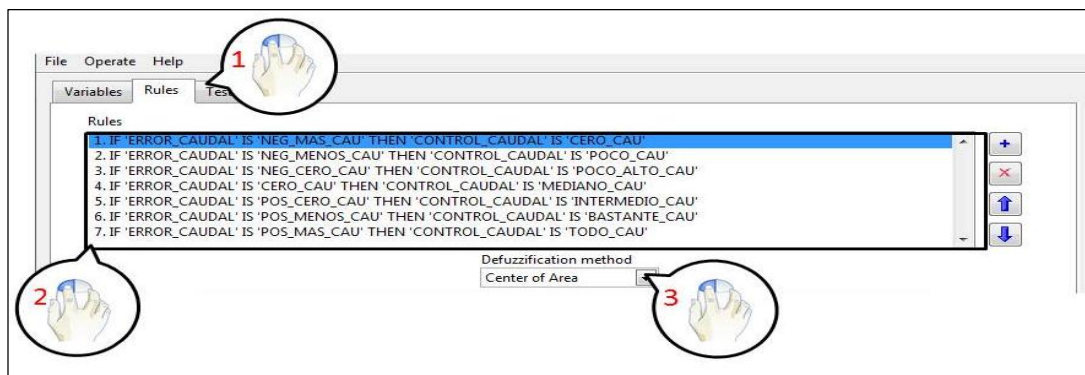 1
File Operate Help
Variables Rules
Rules
1. IF 'ERROR_CAUDAL' IS 'NEG_MAS_CAU' THEN 'CONTROL_CAUDAL' IS 'CERO_CAU'
2. IF 'ERROR_CAUDAL' IS 'NEG_MENOS_CAU' THEN 'CONTROL_CAUDAL' IS 'POCO_CAU'
3. IF 'ERROR_CAUDAL' IS 'NEG_CERO_CAU' THEN 'CONTROL_CAUDAL' IS 'POCO_ALTO_CAU'
4. IF 'ERROR_CAUDAL' IS 'CERO_CAU' THEN 'CONTROL_CAUDAL' IS 'MEDIANO_CAU'
5. IF 'ERROR_CAUDAL' IS 'POS_CERO_CAU' THEN 'CONTROL_CAUDAL' IS 'INTERMEDIO_CAU'
6. IF 'ERROR_CAUDAL' IS 'POS_MENOS_CAU' THEN 'CONTROL_CAUDAL' IS 'BASTANTE_CAU'
7. IF 'ERROR_CAUDAL' IS 'POS_MAS_CAU' THEN 'CONTROL_CAUDAL' IS 'TODO_CAU'
Defuzzification method
Center of Area
2
3